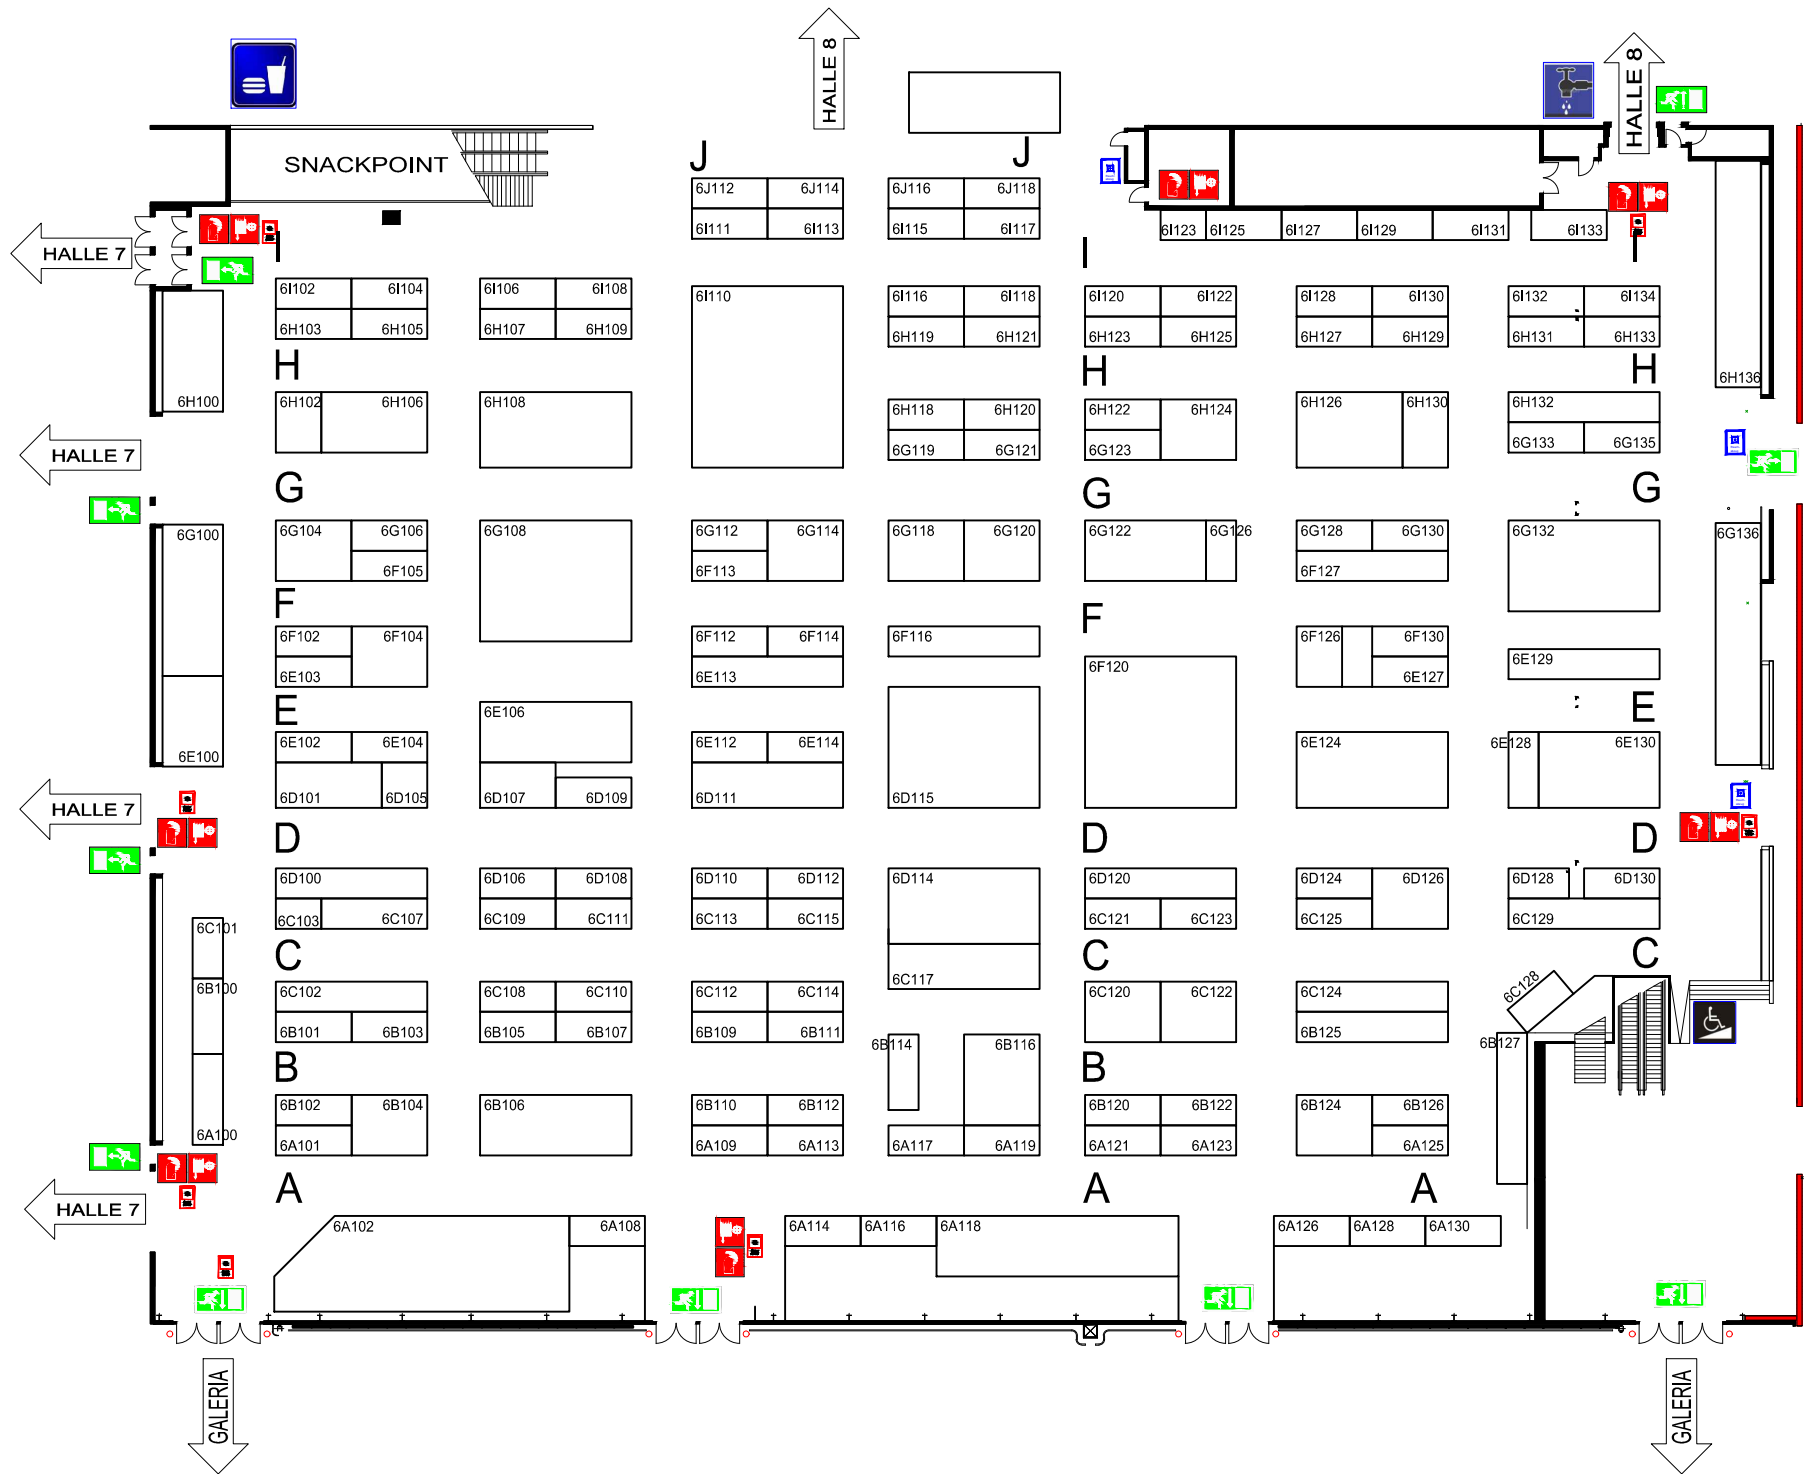 HALLE 8
HALLE 8
SNACKPOINT
J
J
6J112 6J114 6J116 6J118
6I111 6I113 6I115 6I117
6I123 6I125 6I127 6I129 6I131 6I133
HALLE 7
I
I
I
6I102 6I104 6I106 6I108 6I110 6I116 6I118 6I120 6I122 6I128 6I130 6I132 6I134
6H103 6H105 6H107 6H109 6H119 6H121 6H123 6H125 6H127 6H129 6H131 6H133
H
H
H
6H136
6H100
6H102 6H106 6H108 6H118 6H120 6H122 6H124 6H126 6H130 6H132
6G119 6G121 6G123 6G133 6G135
HALLE 7
G
G
G
6G100 6G104 6G106 6G108 6G112 6G114 6G118 6G120 6G122 6G126 6G128 6G130 6G132 6G136
6F105 6F113 6F127
F
F
6F102 6F104 6F112 6F114 6F116 6F126 6F130
6E103 6E113 6F120 6E127 6E129
E
E
6E106
6E100 6E102 6E104 6E112 6E114 6E124 6E128 6E130
6D101 6D105 6D107 6D109 6D111 6D115
HALLE 7
D
D
D
6D100 6D106 6D108 6D110 6D112 6D114 6D120 6D124 6D126 6D128 6D130
6C101 6C103 6C107 6C109 6C111 6C113 6C115 6C121 6C123 6C125 6C129
C
C
C
6C117
6B100 6C102 6C108 6C110 6C112 6C114 6C120 6C122 6C124 6C128
6B101 6B103 6B105 6B107 6B109 6B111 6B125
6B114 6B116 6B127
B
B
6B102 6B104 6B106 6B110 6B112 6B120 6B122 6B124 6B126
6A100 6A101 6A109 6A113 6A117 6A119 6A121 6A123 6A125
A
A
A
HALLE 7
6A102 6A108 6A114 6A116 6A118 6A126 6A128 6A130
GALERIA
GALERIA